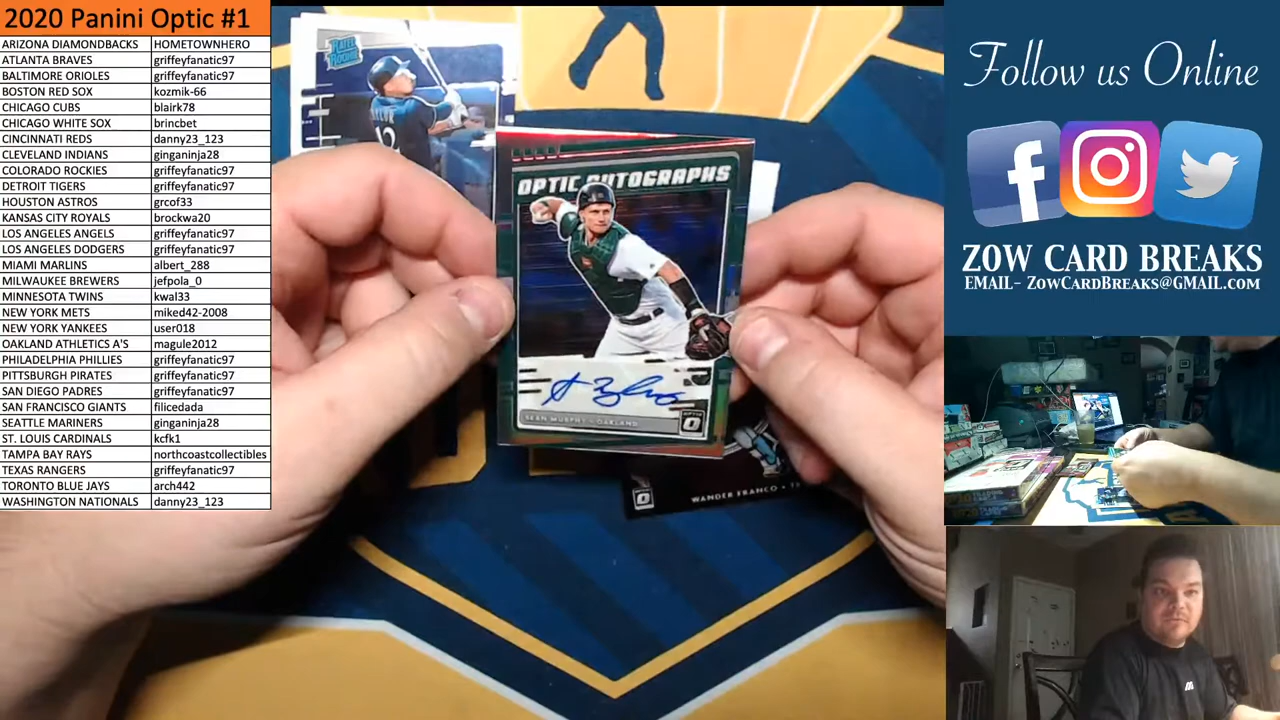 2020 Panini Optic #1
ARIZONA DIAMONDBACKS HOMETOWNHERO
ATLANTA BRAVES griffeyfanatic97
BALTIMORE ORIOLES griffeyfanatic97
BOSTON RED SOX kozmik-66
CHICAGO CUBS blairk78
CHICAGO WHITE SOX brincbet
CINCINNATI REDS danny23_123
CLEVELAND INDIANS ginganinja28
COLORADO ROCKIES griffeyfanatic97
DETROIT TIGERS griffeyfanatic97
HOUSTON ASTROS grcof33
KANSAS CITY ROYALS brockwa20
LOS ANGELES ANGELS griffeyfanatic97
LOS ANGELES DODGERS griffeyfanatic97
MIAMI MARLINS albert_288
MILWAUKEE BREWERS jefpola_0
MINNESOTA TWINS kwal33
NEW YORK METS miked42-2008
NEW YORK YANKEES user018
OAKLAND ATHLETICS A'S magule2012
PHILADELPHIA PHILLIES griffeyfanatic97
PITTSBURGH PIRATES griffeyfanatic97
SAN DIEGO PADRES griffeyfanatic97
SAN FRANCISCO GIANTS filicedada
SEATTLE MARINERS ginganinja28
ST. LOUIS CARDINALS kcfk1
TAMPA BAY RAYS northcoastcollectibles
TEXAS RANGERS griffeyfanatic97
TORONTO BLUE JAYS arch442
WASHINGTON NATIONALS danny23_123
RATED ROOKIE
12
OPTIC AUTOGRAPHS
SEAN MURPHY • OAKLAND
OPTIC
WANDER FRANCO • T
Follow us Online
ZOW CARD BREAKS
EMAIL- ZowCardBreaks@GMAIL.COM